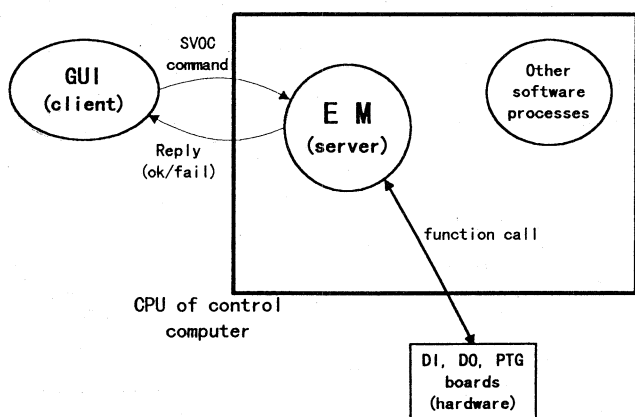 SVOC
command
GUI
(client)
E M
(server)
Other
software
processes
Reply
(ok/fail)
function call
CPU of control
computer
DI, DO, PTG
boards
(hardware)